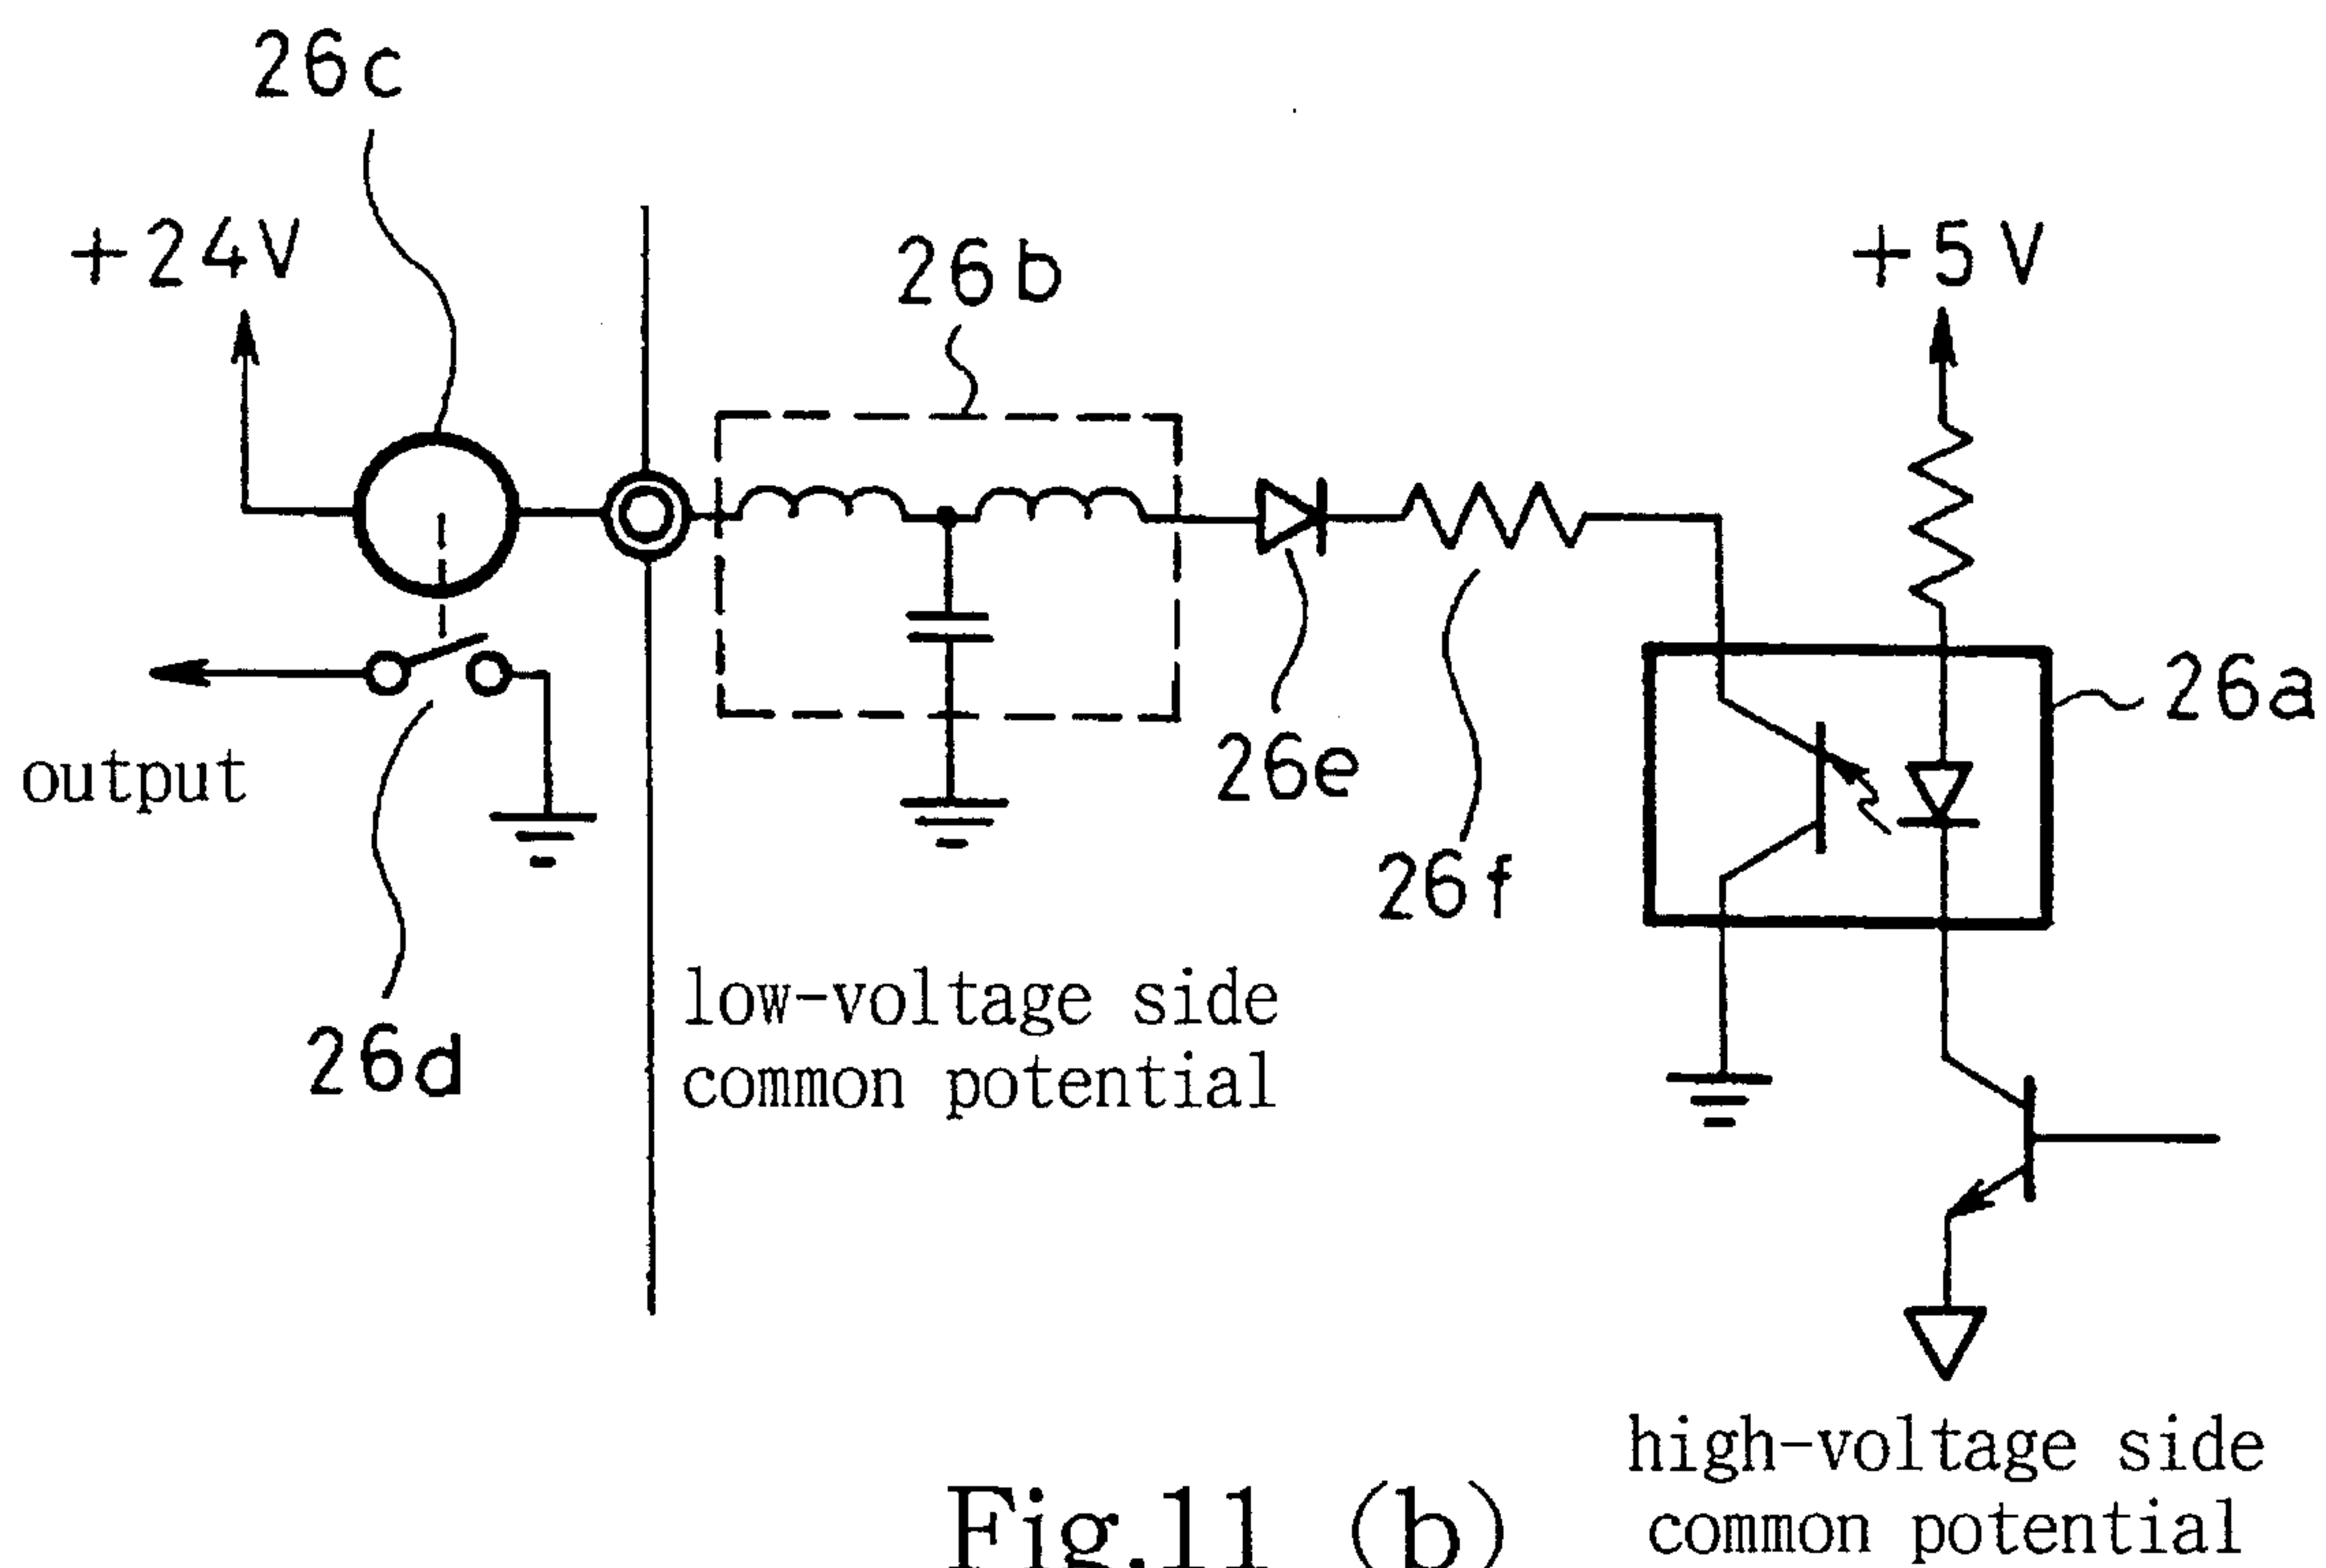 26c
+24V
26b
+5V
26a
output
26e
26f
26d
low-voltage side
common potential
high-voltage side
common potential
Fig.11 (b)